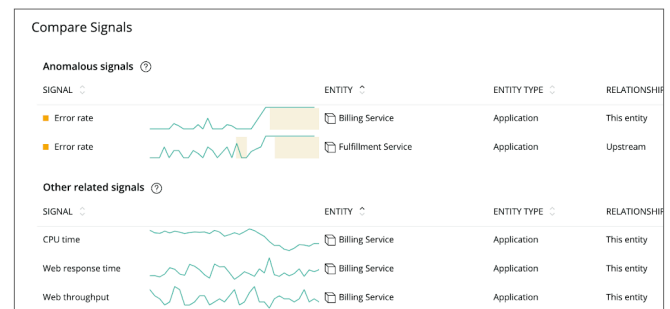 Compare Signals
Anomalous signals ?
SIGNAL ENTITY ENTITY TYPE RELATIONSHIP
Error rate Billing Service Application This entity
Error rate Fulfillment Service Application Upstream
Other related signals ?
SIGNAL ENTITY ENTITY TYPE RELATIONSHIP
CPU time Billing Service Application This entity
Web response time Billing Service Application This entity
Web throughput Billing Service Application This entity